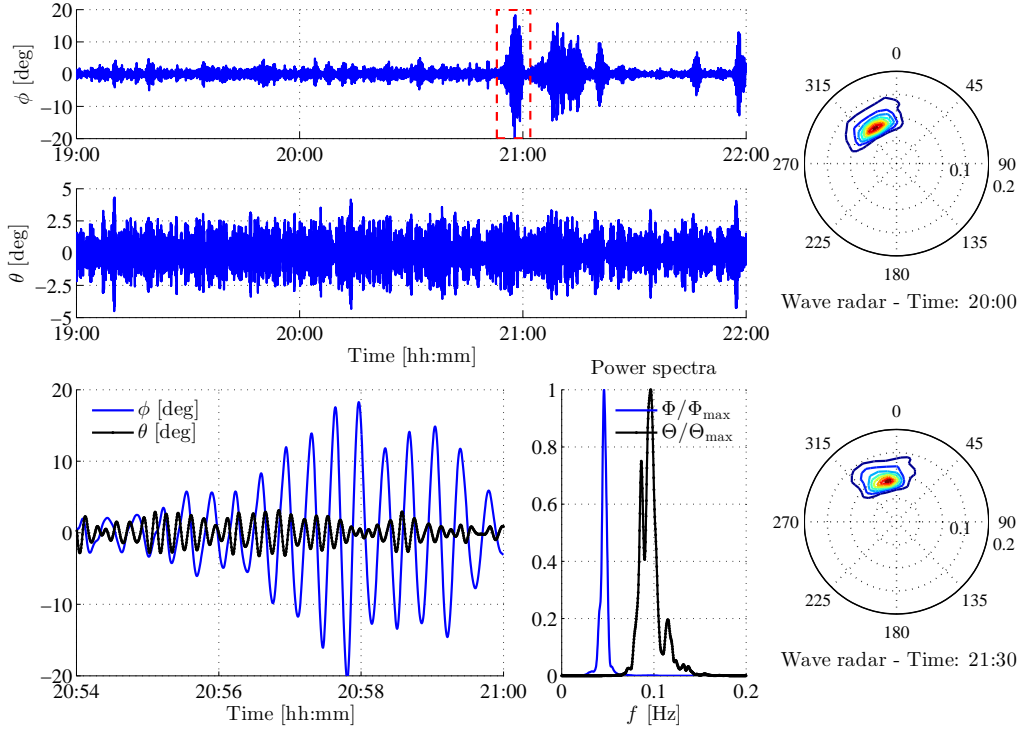 20
10
0
−10
−20
ϕ [deg]
19:00 20:00 21:00 22:00
5
2.5
0
−2.5
−5
θ [deg]
19:00 20:00 21:00 22:00
Time [hh:mm]
0
45
90
135
180
225
270
315
0.1
0.2
Wave radar - Time: 20:00
20
10
0
−10
−20
ϕ [deg]
θ [deg]
20:54 20:56 20:58 21:00
Time [hh:mm]
Power spectra
1
0.8
0.6
0.4
0.2
0
Φ/Φmax
Θ/Θmax
0 0.1 0.2
f [Hz]
0
45
90
135
180
225
270
315
0.1
0.2
Wave radar - Time: 21:30